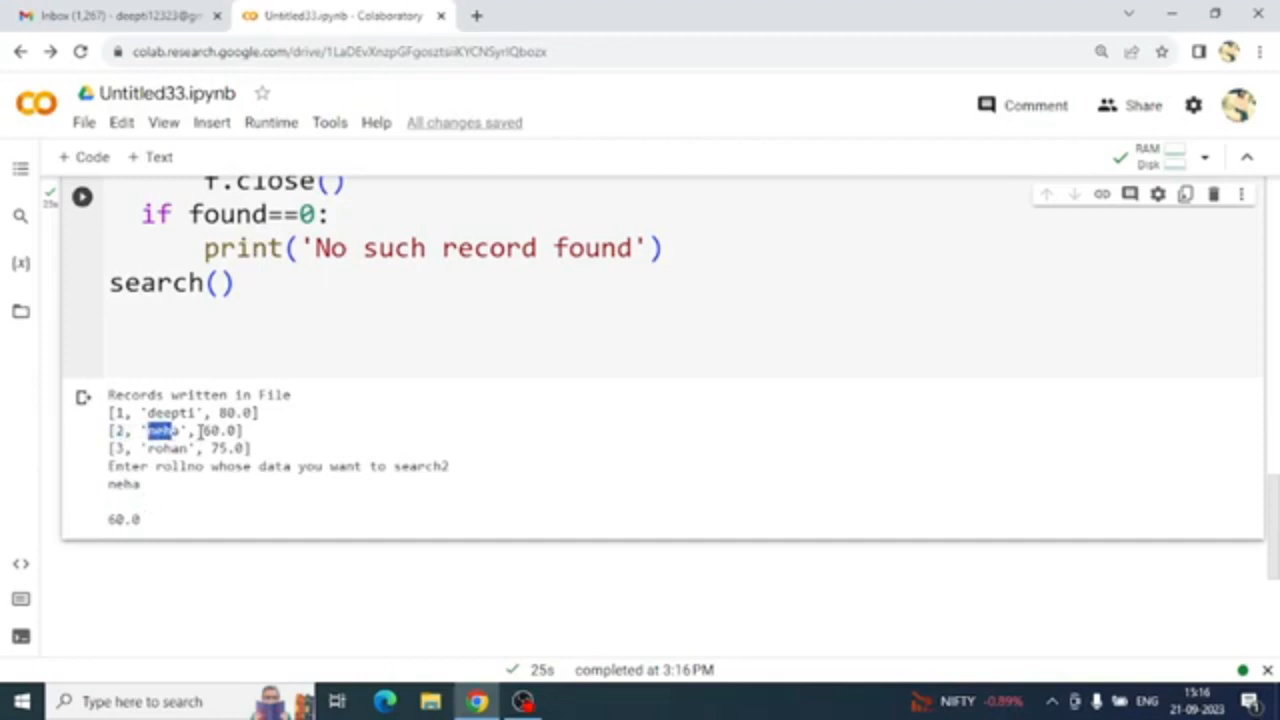 Inbox (1,267) - deepti12323@gm
Untitled33.ipynb - Colaboratory
colab.research.google.com/drive/
Untitled33.ipynb
Comment
Share
File Edit View Insert Runtime Tools Help All changes saved
+ Code + Text
RAM
Disk
25s
f.close()
if found==0:
print('No such record found')
search()
{x}
Records written in File
[1, 'deepti', 80.0]
[2, 'neha', 60.0]
[3, 'rohan', 75.0]
Enter rollno whose data you want to search2
neha
60.0
25s completed at 3:16 PM
Type here to search
NIFTY -0.89%
ENG
15:16
21-09-2023